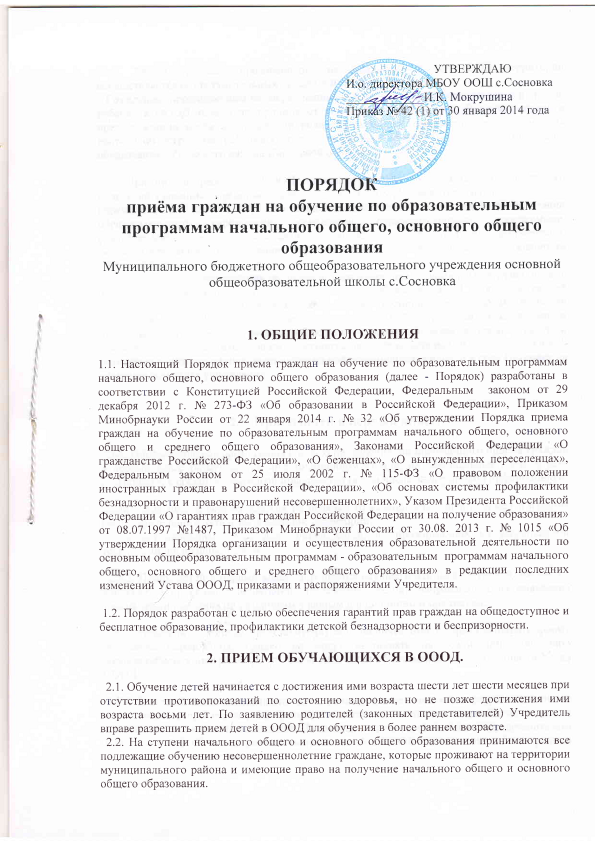 УТВЕРЖДАЮ
И.о. директора МБОУ ООШ с.Сосновка
И.К. Мокрушина
Приказ № 42 (1) от 30 января 2014 года
ПОРЯДОК
приёма граждан на обучение по образовательным
программам начального общего, основного общего
образования
Муниципального бюджетного общеобразовательного учреждения основной
общеобразовательной школы с.Сосновка
1. ОБЩИЕ ПОЛОЖЕНИЯ
1.1. Настоящий Порядок приема граждан на обучение по образовательным программам
начального общего, основного общего образования (далее - Порядок) разработаны в
соответствии с Конституцией Российской Федерации, Федеральным законом от 29
декабря 2012 г. № 273-ФЗ «Об образовании в Российской Федерации», Приказом
Минобрнауки России от 22 января 2014 г. № 32 «Об утверждении Порядка приема
граждан на обучение по образовательным программам начального общего, основного
общего и среднего общего образования», Законами Российской Федерации «О
гражданстве Российской Федерации», «О беженцах», «О вынужденных переселенцах»,
Федеральным законом от 25 июля 2002 г. № 115-ФЗ «О правовом положении
иностранных граждан в Российской Федерации», «Об основах системы профилактики
безнадзорности и правонарушений несовершеннолетних», Указом Президента Российской
Федерации «О гарантиях прав граждан Российской Федерации на получение образования»
от 08.07.1997 №1487, Приказом Минобрнауки России от 30.08. 2013 г. № 1015 «Об
утверждении Порядка организации и осуществления образовательной деятельности по
основным общеобразовательным программам - образовательным программам начального
общего, основного общего и среднего общего образования» в редакции последних
изменений Устава ОООД, приказами и распоряжениями Учредителя.
1.2. Порядок разработан с целью обеспечения гарантий прав граждан на общедоступное и
бесплатное образование, профилактики детской безнадзорности и беспризорности.
2. ПРИЕМ ОБУЧАЮЩИХСЯ В ОООД.
2.1. Обучение детей начинается с достижения ими возраста шести лет шести месяцев при
отсутствии противопоказаний по состоянию здоровья, но не позже достижения ими
возраста восьми лет. По заявлению родителей (законных представителей) Учредитель
вправе разрешить прием детей в ОООД для обучения в более раннем возрасте.
2.2. На ступени начального общего и основного общего образования принимаются все
подлежащие обучению несовершеннолетние граждане, которые проживают на территории
муниципального района и имеющие право на получение начального общего и основного
общего образования.